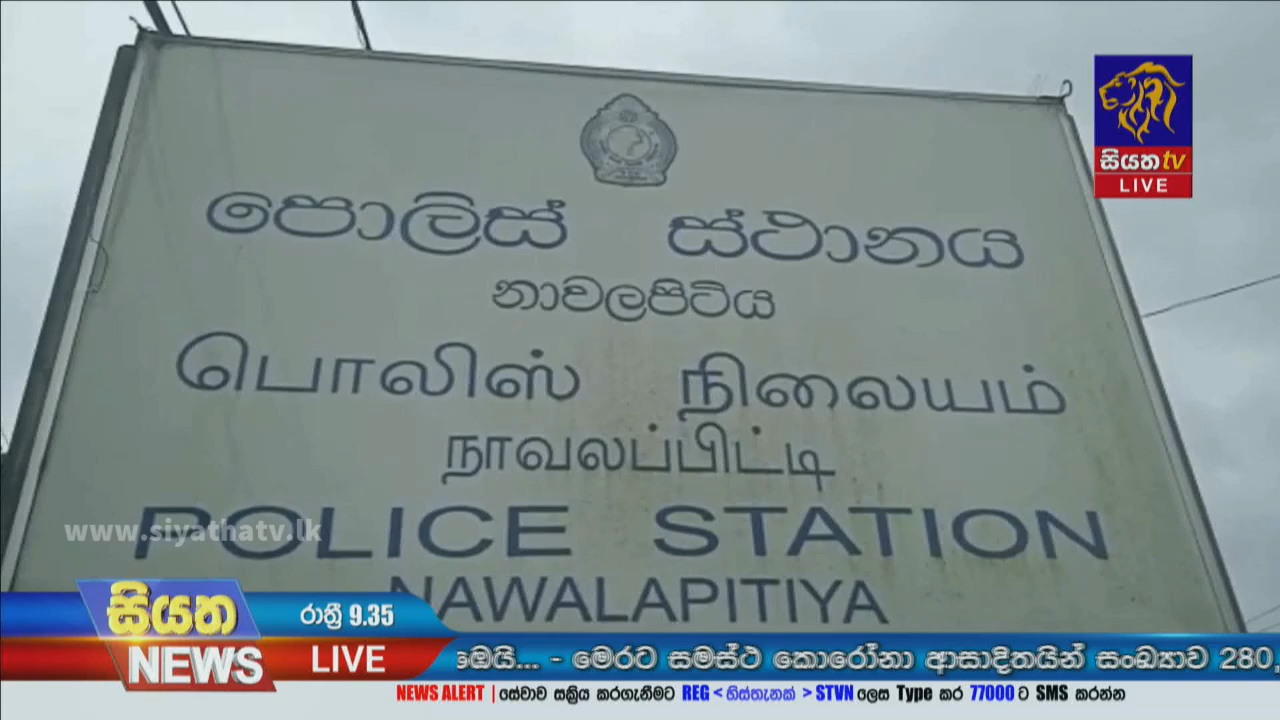 සියත tv
LIVE
පොලිස් ස්ථානය
නාවලපිටිය
பொலிஸ் நிலையம்
நாவலப்பிட்டி
www.siyathatv.lk
POLICE STATION
NAWALAPITIYA
සියත
NEWS
රාත්‍රී 9.35
LIVE
ඔෙයි... - මෙරට සමස්ථ කොරෝනා ආසාදිතයින් සංඛ්‍යාව 280,
NEWS ALERT | සේවාව සක්‍රිය කරගැනීමට REG < හිස්තැනක් > STVN ලෙස Type කර 77000 ට SMS කරන්න